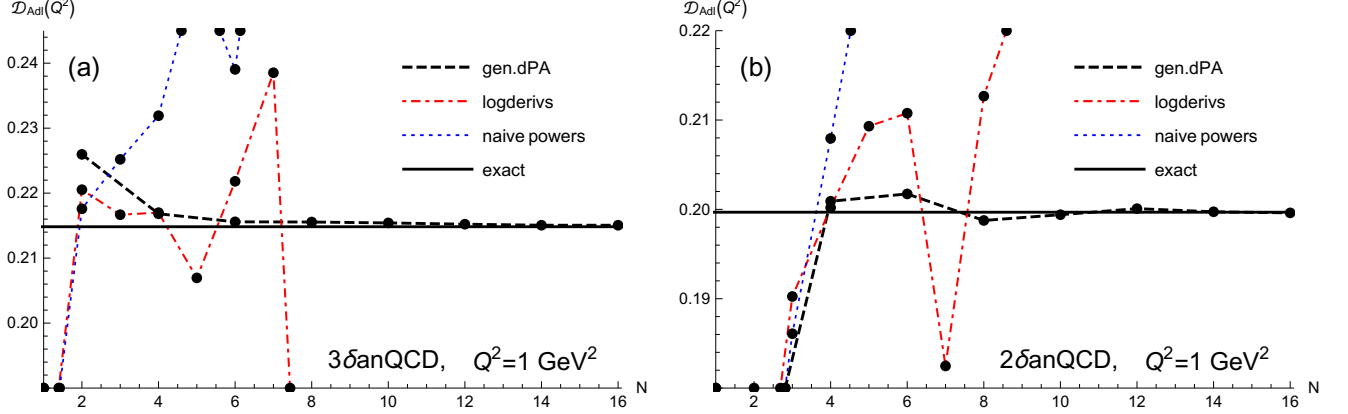 𝒟Adl(Q²)
(a)
0.24
0.23
0.22
0.21
0.20
gen.dPA
logderivs
naive powers
exact
3δanQCD, Q²=1 GeV²
2 4 6 8 10 12 14 16 N
𝒟Adl(Q²)
(b)
0.22
0.21
0.20
0.19
gen.dPA
logderivs
naive powers
exact
2δanQCD, Q²=1 GeV²
2 4 6 8 10 12 14 16 N